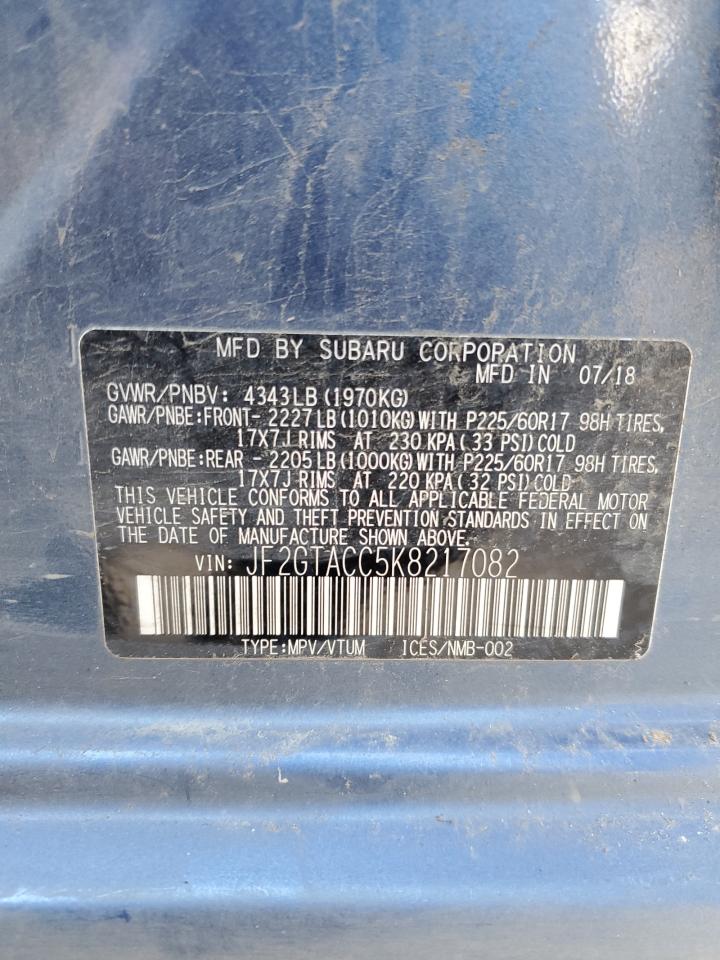 MFD BY SUBARU CORPORATION
MFD IN 07/18
GVWR/PNBV: 4343LB(1970KG)
GAWR/PNBE:FRONT- 2227LB(1010KG)WITH P225/60R17 98H TIRES,
17X7J RIMS AT 230 KPA( 33 PSI)COLD
GAWR/PNBE:REAR - 2205LB(1000KG)WITH P225/60R17 98H TIRES,
17X7J RIMS AT 220 KPA( 32 PSI)COLD
THIS VEHICLE CONFORMS TO ALL APPLICABLE FEDERAL MOTOR
VEHICLE SAFETY AND THEFT PREVENTION STANDARDS IN EFFECT ON
THE DATE OF MANUFACTURE SHOWN ABOVE.
VIN: JF2GTACC5K8217082
TYPE:MPV/VTUM ICES/NMB-002